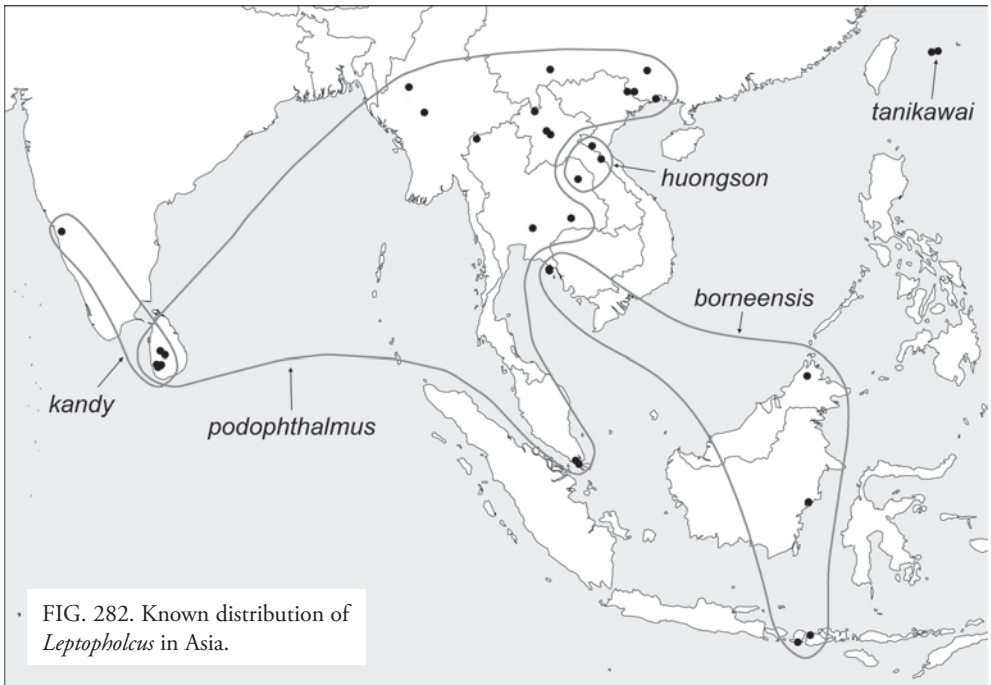 tanikawai
huongson
borneensis
kandy
podophthalmus
FIG. 282. Known distribution of
Leptopholcus in Asia.